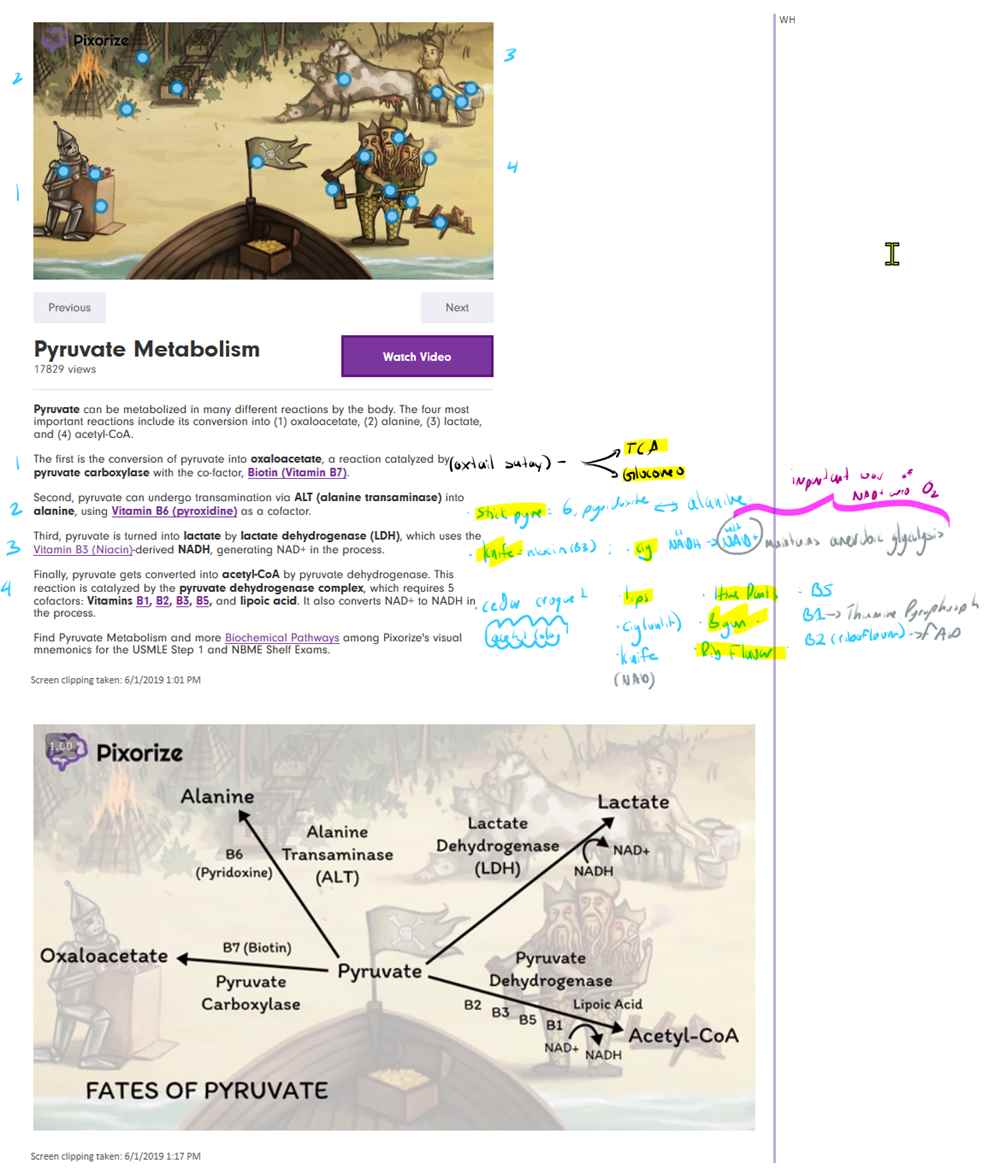 WH
Pixorize
2
3
1
4
Previous
Next
Pyruvate Metabolism
17829 views
Watch Video
Pyruvate can be metabolized in many different reactions by the body. The four most
important reactions include its conversion into (1) oxaloacetate, (2) alanine, (3) lactate,
and (4) acetyl-CoA.
1
The first is the conversion of pyruvate into oxaloacetate, a reaction catalyzed by
pyruvate carboxylase with the co-factor, Biotin (Vitamin B7).
(oxtail satay) -
TCA
Gluconeo
2
Second, pyruvate can undergo transamination via ALT (alanine transaminase) into
alanine, using Vitamin B6 (pyroxidine) as a cofactor.
Stick pyre : 6, pyridoxine ↔ alanine
important
NAD+ w/o O2
3
Third, pyruvate is turned into lactate by lactate dehydrogenase (LDH), which uses the
Vitamin B3 (Niacin)-derived NADH, generating NAD+ in the process.
Knife - niacin (B3) : cig NADH → NAD+ maintains anerobic glycolysis
4
Finally, pyruvate gets converted into acetyl-CoA by pyruvate dehydrogenase. This
reaction is catalyzed by the pyruvate dehydrogenase complex, which requires 5
cofactors: Vitamins B1, B2, B3, B5, and lipoic acid. It also converts NAD+ to NADH in
the process.
lips
B5
B1 → Thiamine
B gun
knife
B2 (riboflavin) → FAD
(NAD)
Find Pyruvate Metabolism and more Biochemical Pathways among Pixorize's visual
mnemonics for the USMLE Step 1 and NBME Shelf Exams.
Screen clipping taken: 6/1/2019 1:01 PM
1.00
Pixorize
Alanine
Lactate
Alanine
Transaminase
(ALT)
Lactate
Dehydrogenase
(LDH)
B6
(Pyridoxine)
NAD+
NADH
Oxaloacetate
B7 (Biotin)
Pyruvate
Carboxylase
Pyruvate
Pyruvate
Dehydrogenase
B2
B3
B5
B1
Lipoic Acid
NAD+
NADH
Acetyl-CoA
FATES OF PYRUVATE
Screen clipping taken: 6/1/2019 1:17 PM